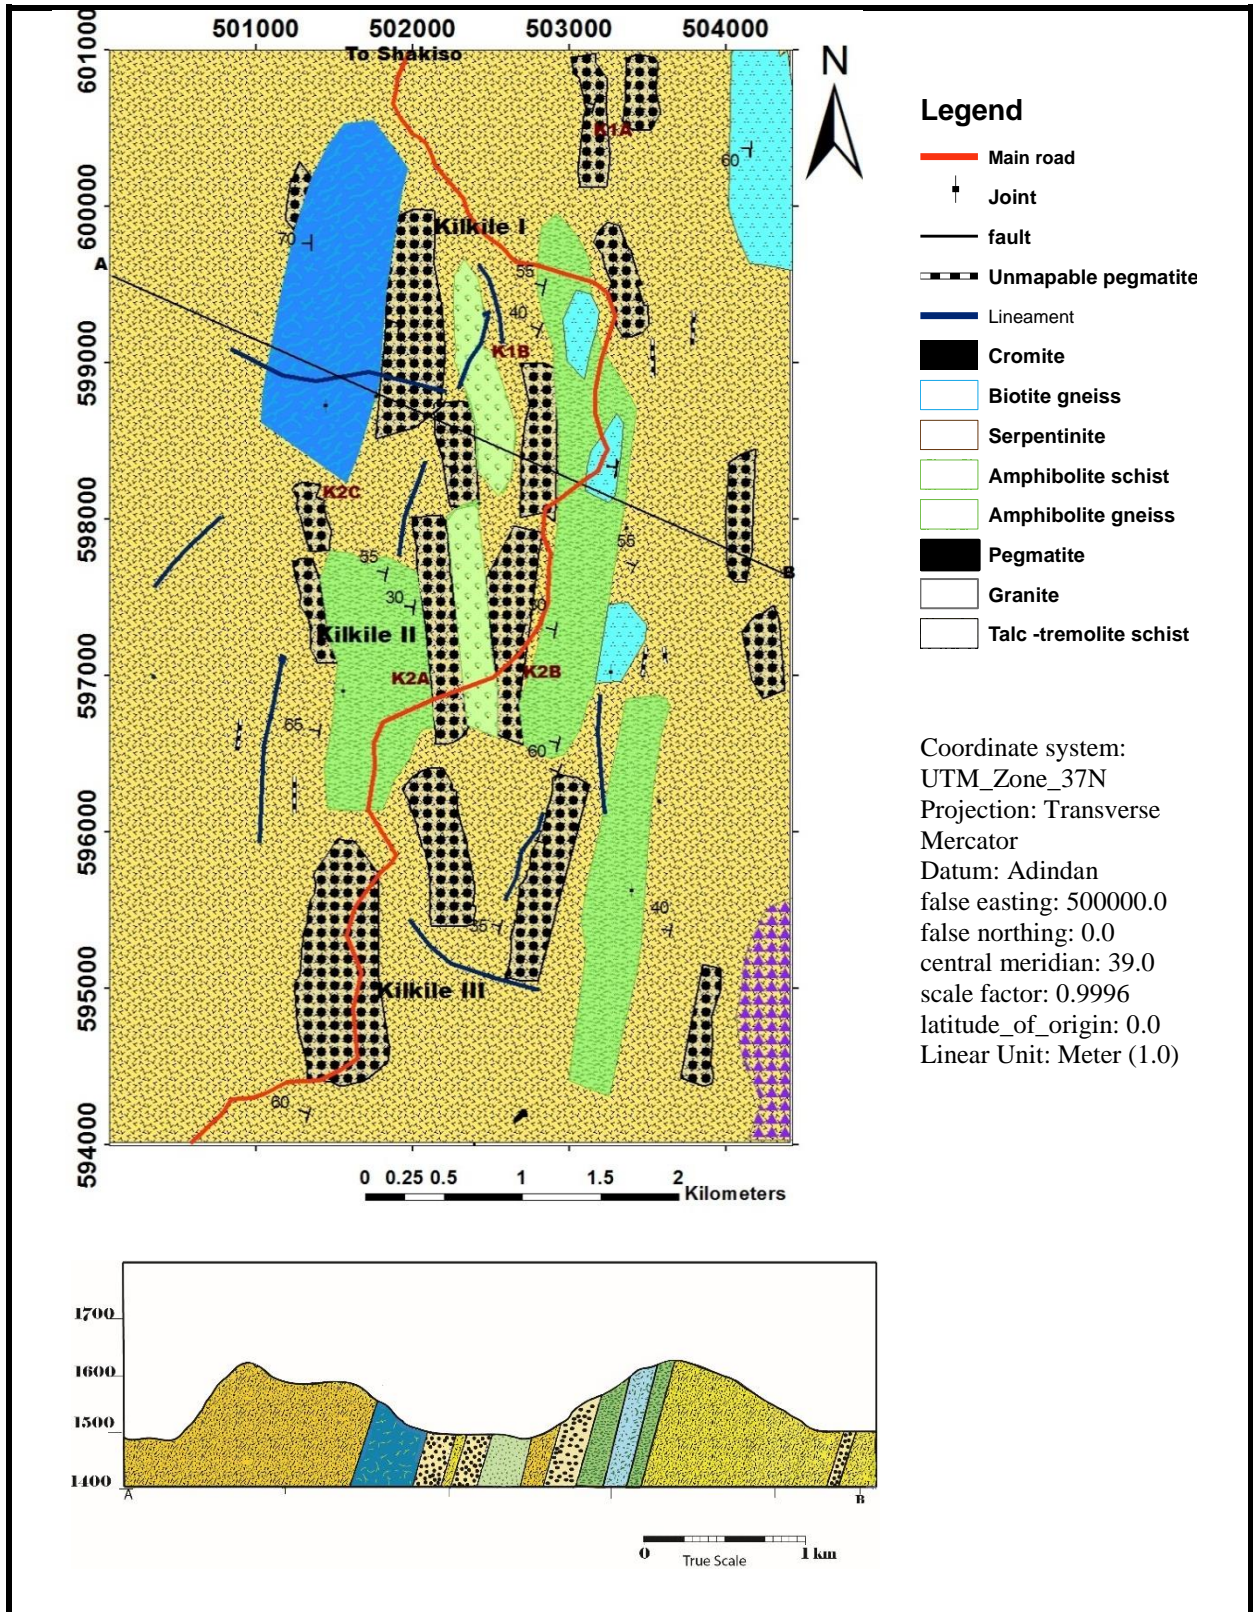 501000 502000 503000 504000
601000
To Shakiso
N
K1A
60
600000
Kilkile I
70
A
55
40
599000
K1B
K2C
598000
55
55
30
B
Kilkile II
597000
K2A
K2B
65
60
596000
40
35
595000
Kilkile III
60
594000
0 0.25 0.5 1 1.5 2
Kilometers
Legend
Main road
Joint
fault
Unmapable pegmatite
Lineament
Cromite
Biotite gneiss
Serpentinite
Amphibolite schist
Amphibolite gneiss
Pegmatite
Granite
Talc -tremolite schist
Coordinate system:
UTM_Zone_37N
Projection: Transverse
Mercator
Datum: Adindan
false easting: 500000.0
false northing: 0.0
central meridian: 39.0
scale factor: 0.9996
latitude_of_origin: 0.0
Linear Unit: Meter (1.0)
1700
1600
1500
1400
A
B
0 1 km
True Scale